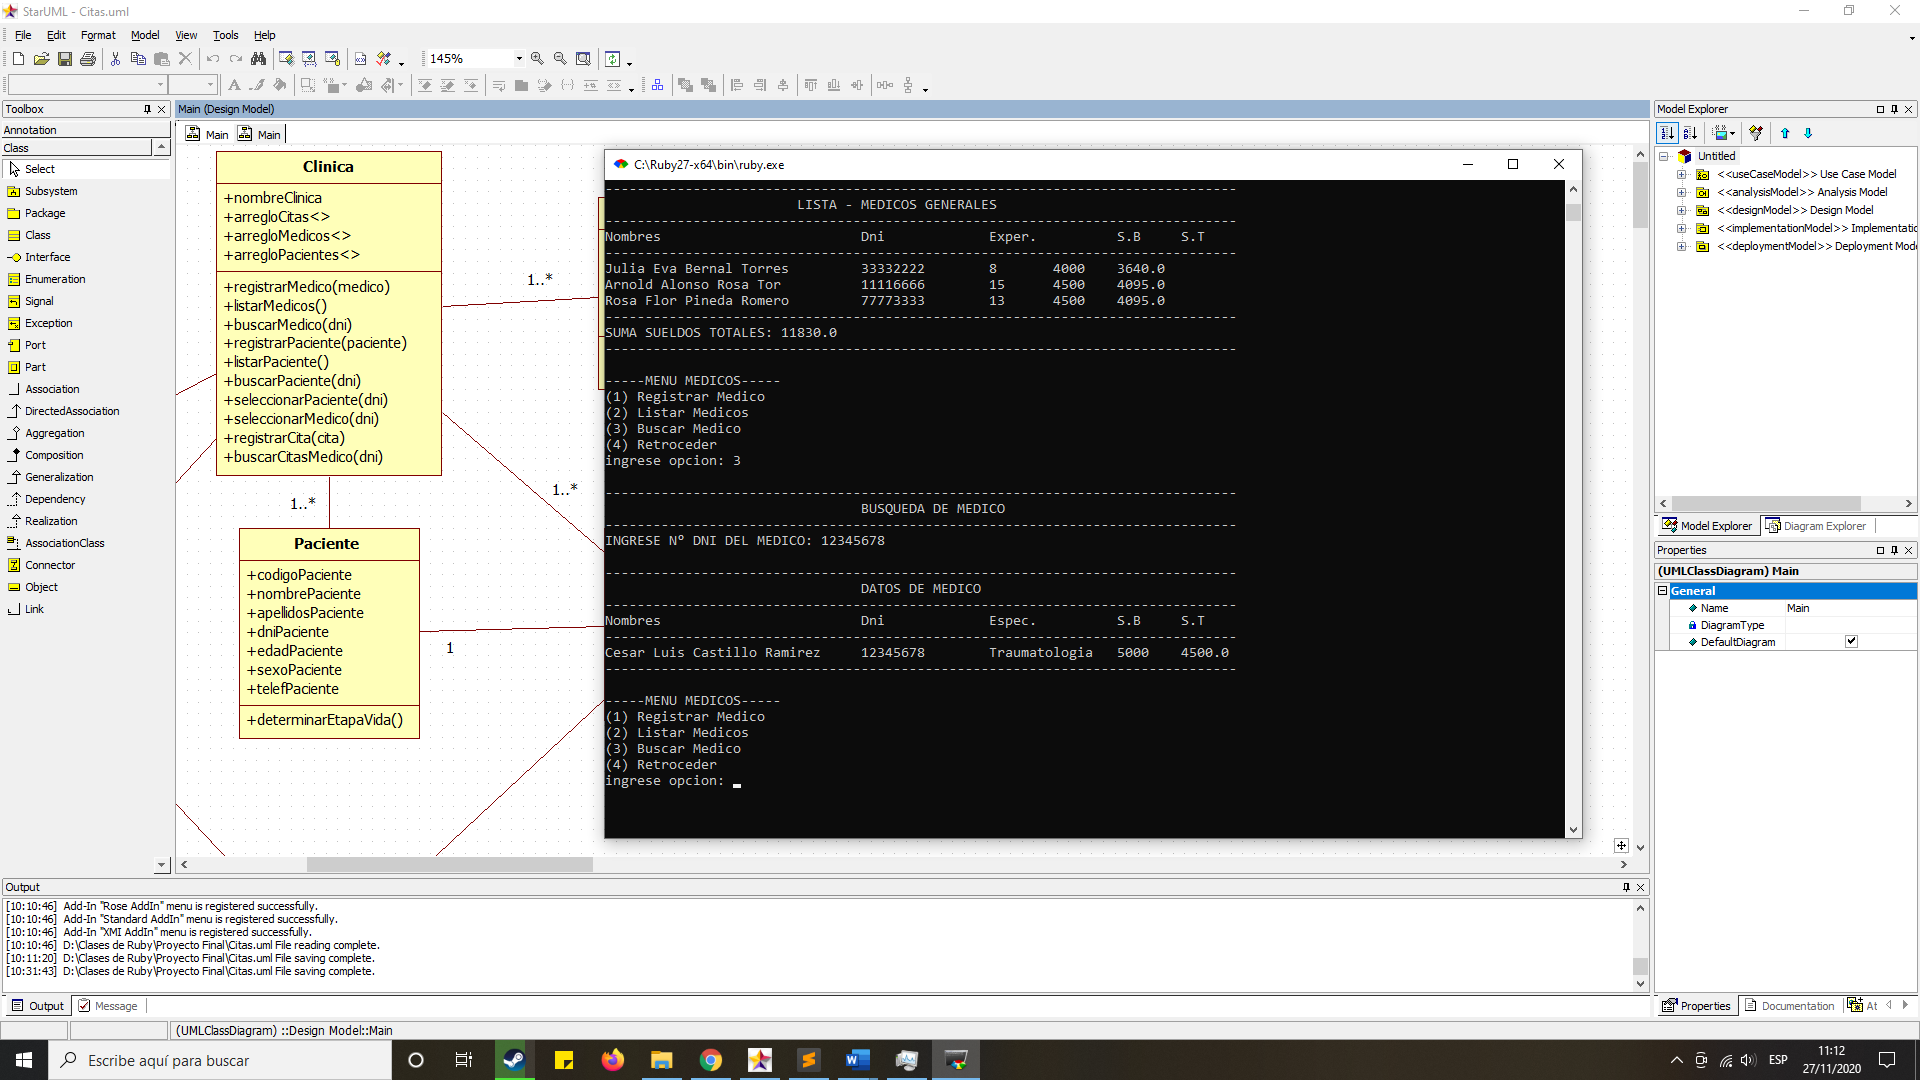 StarUML - Citas.uml
File Edit Format Model View Tools Help
145%
Toolbox
Annotation
Class
Select
Subsystem
Package
Class
Interface
Enumeration
Signal
Exception
Port
Part
Association
DirectedAssociation
Aggregation
Composition
Generalization
Dependency
Realization
AssociationClass
Connector
Object
Link
Main (Design Model)
Main Main
Clinica
+nombreClinica
+arregloCitas<>
+arregloMedicos<>
+arregloPacientes<>
+registrarMedico(medico)
+listarMedicos()
+buscarMedico(dni)
+registrarPaciente(paciente)
+listarPaciente()
+buscarPaciente(dni)
+seleccionarPaciente(dni)
+seleccionarMedico(dni)
+registrarCita(cita)
+buscarCitasMedico(dni)
1..*
1..*
1..*
Paciente
+codigoPaciente
+nombrePaciente
+apellidosPaciente
+dniPaciente
+edadPaciente
+sexoPaciente
+telefPaciente
+determinarEtapaVida()
1
C:\Ruby27-x64\bin\ruby.exe
-------------------------------------------------------------------------------
LISTA - MEDICOS GENERALES
-------------------------------------------------------------------------------
Nombres Dni Exper. S.B S.T
-------------------------------------------------------------------------------
Julia Eva Bernal Torres 33332222 8 4000 3640.0
Arnold Alonso Rosa Tor 11116666 15 4500 4095.0
Rosa Flor Pineda Romero 77773333 13 4500 4095.0
-------------------------------------------------------------------------------
SUMA SUELDOS TOTALES: 11830.0
-------------------------------------------------------------------------------
-----MENU MEDICOS-----
(1) Registrar Medico
(2) Listar Medicos
(3) Buscar Medico
(4) Retroceder
ingrese opcion: 3
-------------------------------------------------------------------------------
BUSQUEDA DE MEDICO
-------------------------------------------------------------------------------
INGRESE Nº DNI DEL MEDICO: 12345678
-------------------------------------------------------------------------------
DATOS DE MEDICO
-------------------------------------------------------------------------------
Nombres Dni Espec. S.B S.T
-------------------------------------------------------------------------------
Cesar Luis Castillo Ramirez 12345678 Traumatologia 5000 4500.0
-------------------------------------------------------------------------------
-----MENU MEDICOS-----
(1) Registrar Medico
(2) Listar Medicos
(3) Buscar Medico
(4) Retroceder
ingrese opcion:
Model Explorer
Untitled
<<useCaseModel>> Use Case Model
<<analysisModel>> Analysis Model
<<designModel>> Design Model
<<implementationModel>> Implementatio
<<deploymentModel>> Deployment Mod
Model Explorer Diagram Explorer
Properties
(UMLClassDiagram) Main
General
Name Main
DiagramType
DefaultDiagram
Properties Documentation At
Output
[10:10:46] Add-In "Rose AddIn" menu is registered successfully.
[10:10:46] Add-In "Standard AddIn" menu is registered successfully.
[10:10:46] Add-In "XMI AddIn" menu is registered successfully.
[10:10:46] D:\Clases de Ruby\Proyecto Final\Citas.uml File reading complete.
[10:11:20] D:\Clases de Ruby\Proyecto Final\Citas.uml File saving complete.
[10:31:43] D:\Clases de Ruby\Proyecto Final\Citas.uml File saving complete.
Output Message
(UMLClassDiagram) ::Design Model::Main
Escribe aquí para buscar
ESP
11:12
27/11/2020